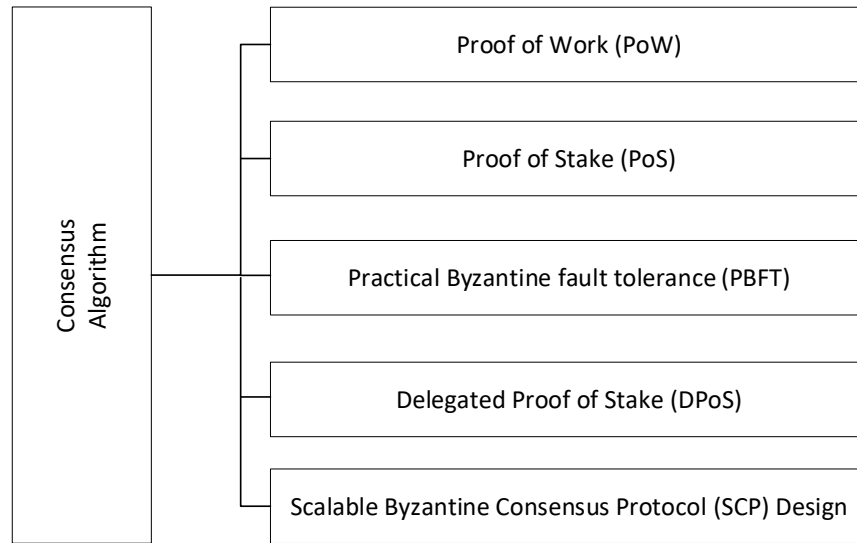 Consensus
Algorithm
Proof of Work (PoW)
Proof of Stake (PoS)
Practical Byzantine fault tolerance (PBFT)
Delegated Proof of Stake (DPoS)
Scalable Byzantine Consensus Protocol (SCP) Design